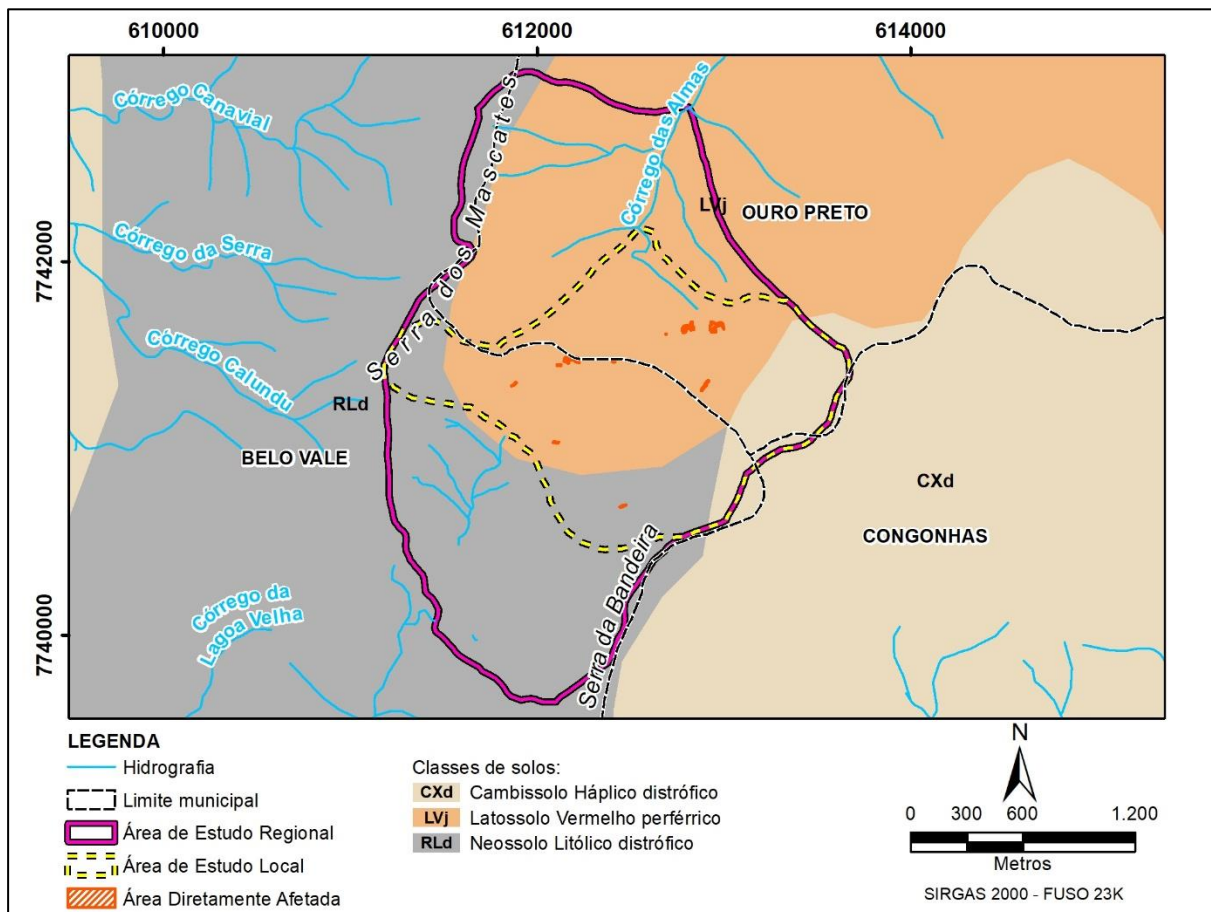 610000
612000
614000
7742000
7740000
Córrego Canavial
Serra dos Mascates
Córrego das Almas
LVj
OURO PRETO
Córrego da Serra
Córrego Calundu
RLd
BELO VALE
CXd
CONGONHAS
Serra da Bandeira
Córrego da
Lagoa Velha
LEGENDA
Hidrografia
Limite municipal
Área de Estudo Regional
Área de Estudo Local
Área Diretamente Afetada
Classes de solos:
CXd Cambissolo Háplico distrófico
LVj Latossolo Vermelho perférrico
RLd Neossolo Litólico distrófico
N
0 300 600 1.200
Metros
SIRGAS 2000 - FUSO 23K